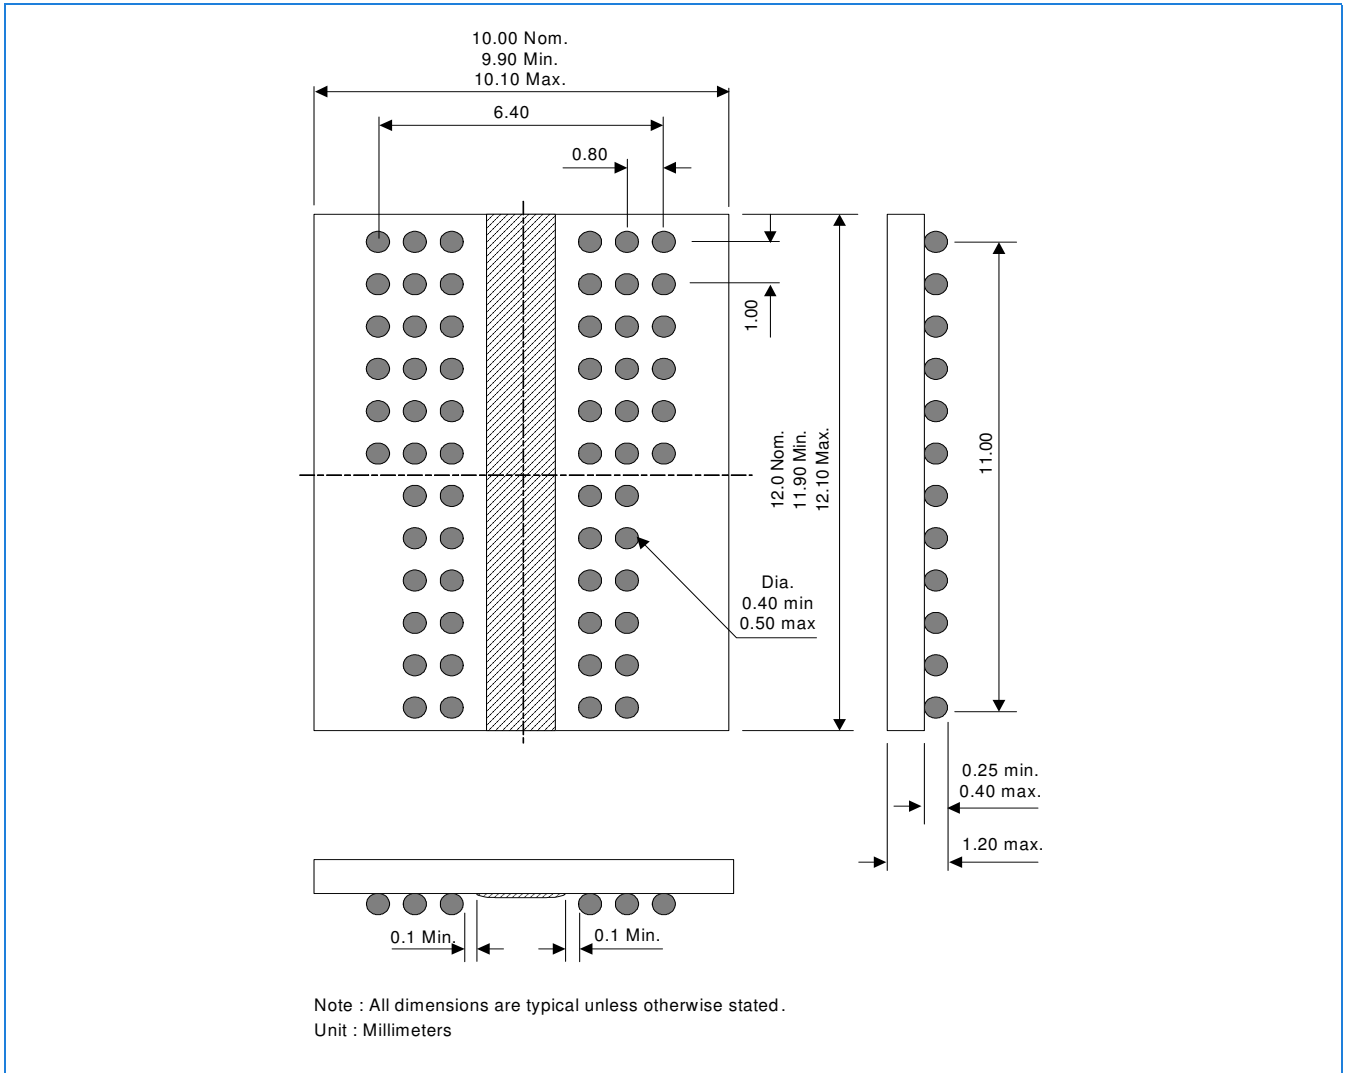 10.00 Nom.
9.90 Min.
10.10 Max.
6.40
0.80
1.00
12.0 Nom.
11.90 Min.
12.10 Max.
11.00
Dia.
0.40 min
0.50 max
0.25 min.
0.40 max.
1.20 max.
0.1 Min.
0.1 Min.
Note : All dimensions are typical unless otherwise stated.
Unit : Millimeters